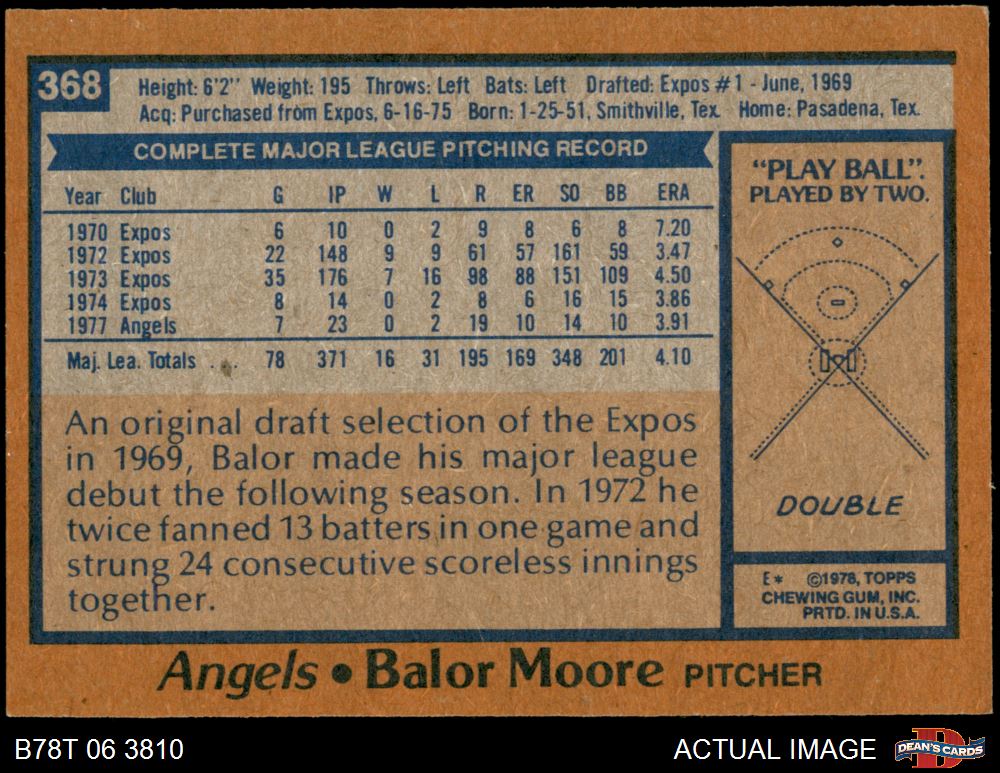 368
Height: 6'2" Weight: 195 Throws: Left Bats: Left Drafted: Expos #1 - June, 1969
Acq: Purchased from Expos, 6-16-75 Born: 1-25-51, Smithville, Tex. Home: Pasadena, Tex.
COMPLETE MAJOR LEAGUE PITCHING RECORD
Year Club G IP W L R ER SO BB ERA
1970 Expos 6 10 0 2 9 8 6 8 7.20
1972 Expos 22 148 9 9 61 57 161 59 3.47
1973 Expos 35 176 7 16 98 88 151 109 4.50
1974 Expos 8 14 0 2 8 6 16 15 3.86
1977 Angels 7 23 0 2 19 10 14 10 3.91
Maj. Lea. Totals . . . 78 371 16 31 195 169 348 201 4.10
An original draft selection of the Expos
in 1969, Balor made his major league
debut the following season. In 1972 he
twice fanned 13 batters in one game and
strung 24 consecutive scoreless innings
together.
"PLAY BALL".
PLAYED BY TWO.
DOUBLE
E* ©1978, TOPPS
CHEWING GUM, INC.
PRTD. IN U.S.A.
Angels • Balor Moore PITCHER
B78T 06 3810
ACTUAL IMAGE
D
DEAN'S CARDS